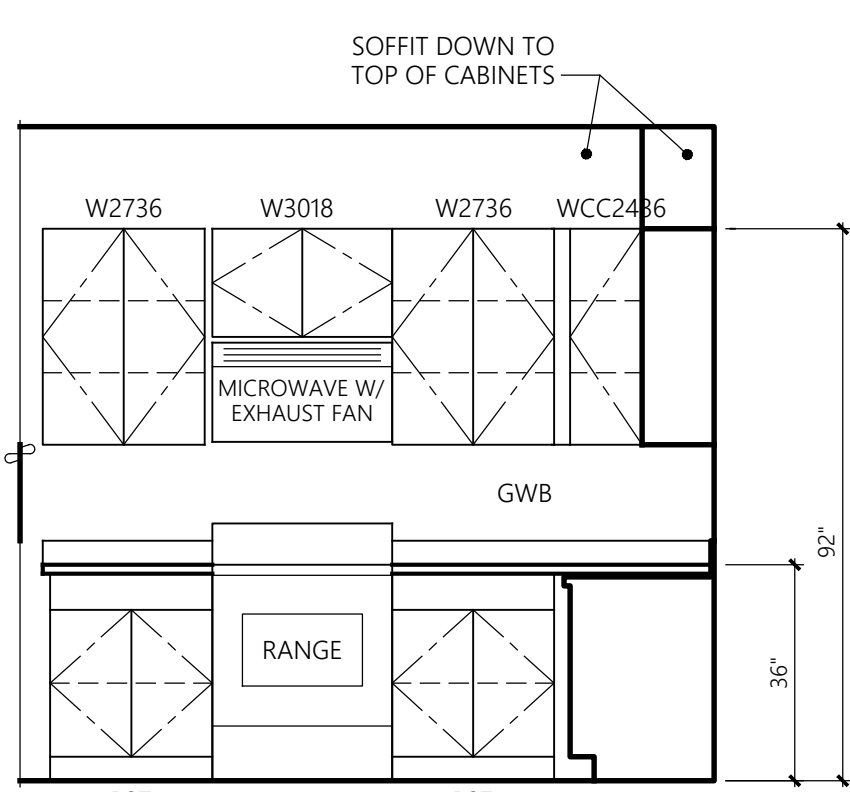 SOFFIT DOWN TO
TOP OF CABINETS
W2736
W3018
W2736
WCC2436
MICROWAVE W/
EXHAUST FAN
GWB
92"
RANGE
36"